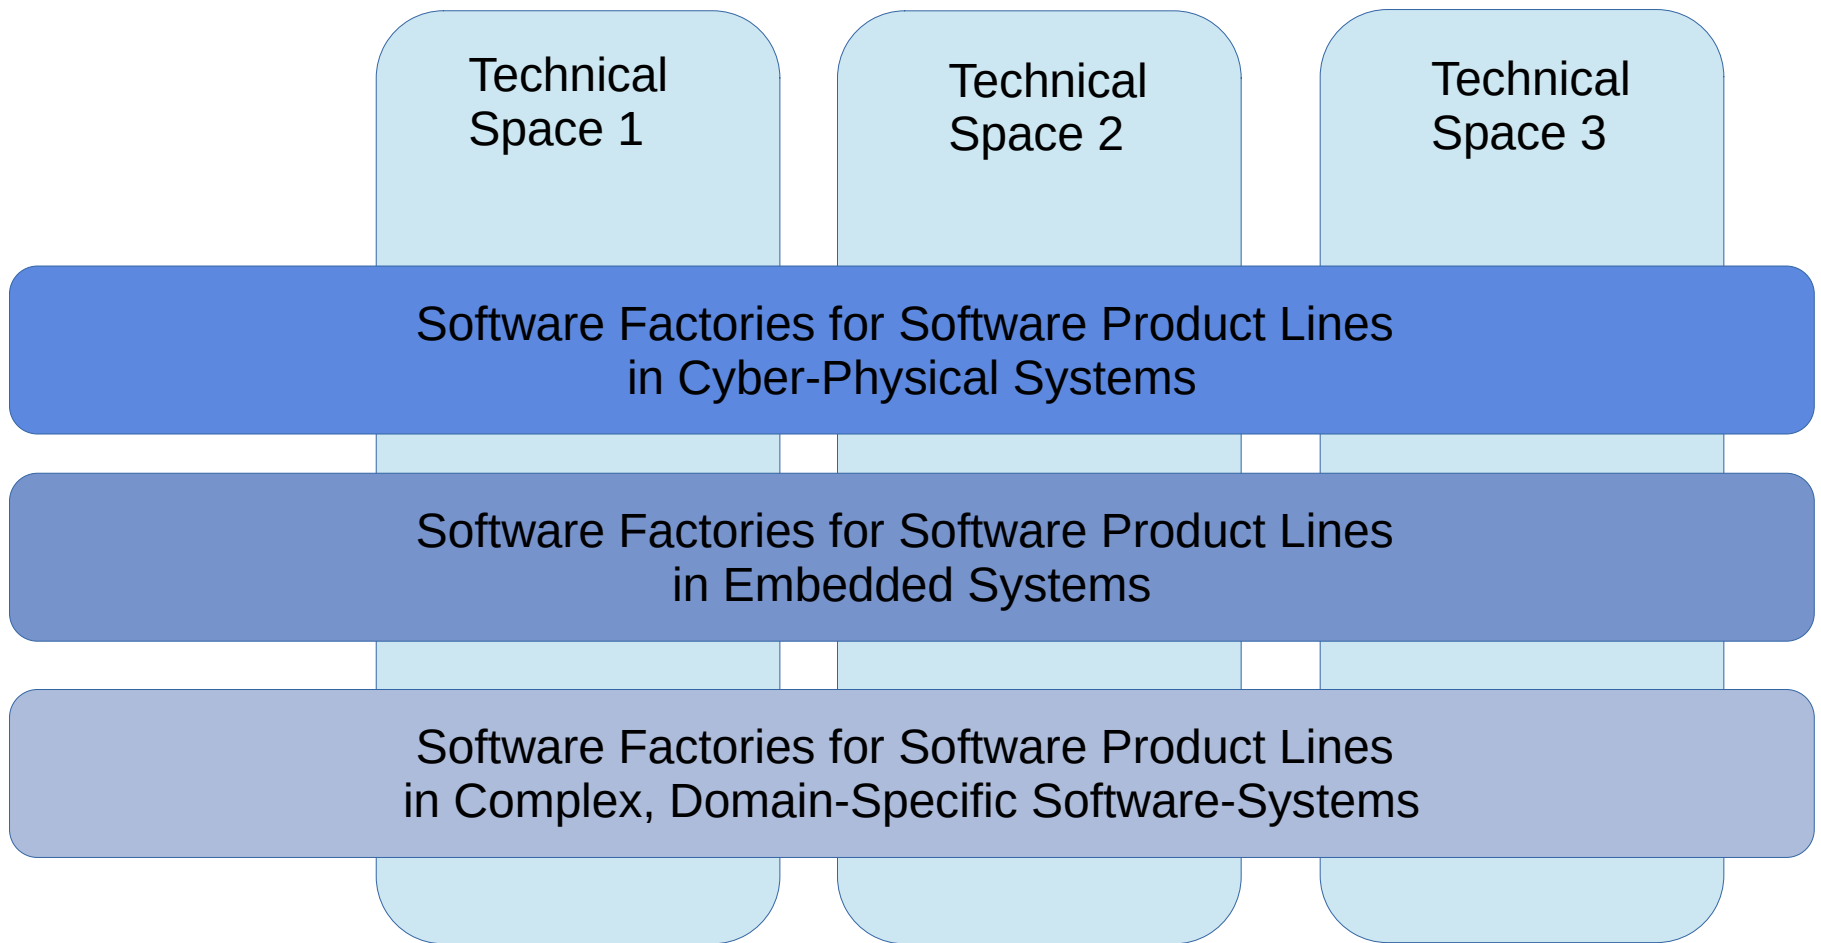 Technical
Space 1
Technical
Space 2
Technical
Space 3
Software Factories for Software Product Lines
in Cyber-Physical Systems
Software Factories for Software Product Lines
in Embedded Systems
Software Factories for Software Product Lines
in Complex, Domain-Specific Software-Systems